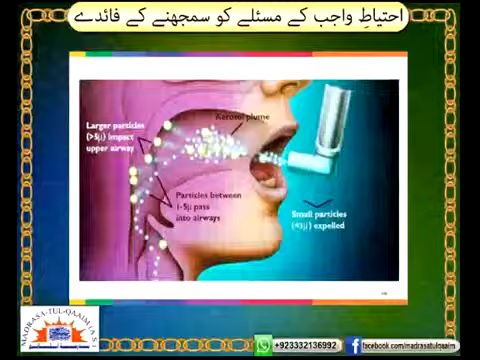 احتیاطِ واجب کے مسئلے کو سمجھنے کے فائدے
Aerosol plume
Larger particles
(>5µ) impact
upper airway
Particles between
1-5µ pass
into airways
Small particles
expelled
MADRASA-TUL-QAAIM (A.S)
+923332136992
facebook.com/madrasatulqaaim